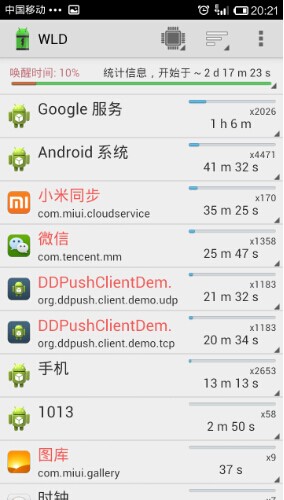 中国移动 20:21
WLD
唤醒时间: 10% 统计信息，开始于 ~ 2 d 17 m 23 s
Google 服务
x2026
1 h 6 m
Android 系统
x4471
41 m 32 s
小米同步
com.miui.cloudservice
x170
35 m 25 s
微信
com.tencent.mm
x1358
25 m 47 s
DDPushClientDem.
org.ddpush.client.demo.udp
x1183
21 m 32 s
DDPushClientDem.
org.ddpush.client.demo.tcp
x1183
20 m 34 s
手机
x2653
13 m 13 s
1013
x58
2 m 50 s
图库
com.miui.gallery
x9
37 s
时钟